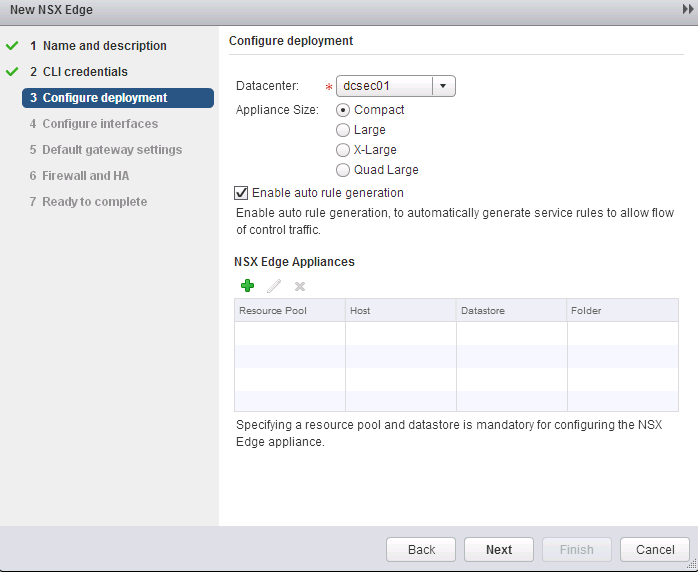 New NSX Edge
1 Name and description
2 CLI credentials
3 Configure deployment
4 Configure interfaces
5 Default gateway settings
6 Firewall and HA
7 Ready to complete
Configure deployment
Datacenter: * dcsec01
Appliance Size: Compact
Large
X-Large
Quad Large
Enable auto rule generation
Enable auto rule generation, to automatically generate service rules to allow flow
of control traffic.
NSX Edge Appliances
Resource Pool Host Datastore Folder
Specifying a resource pool and datastore is mandatory for configuring the NSX
Edge appliance.
Back Next Finish Cancel